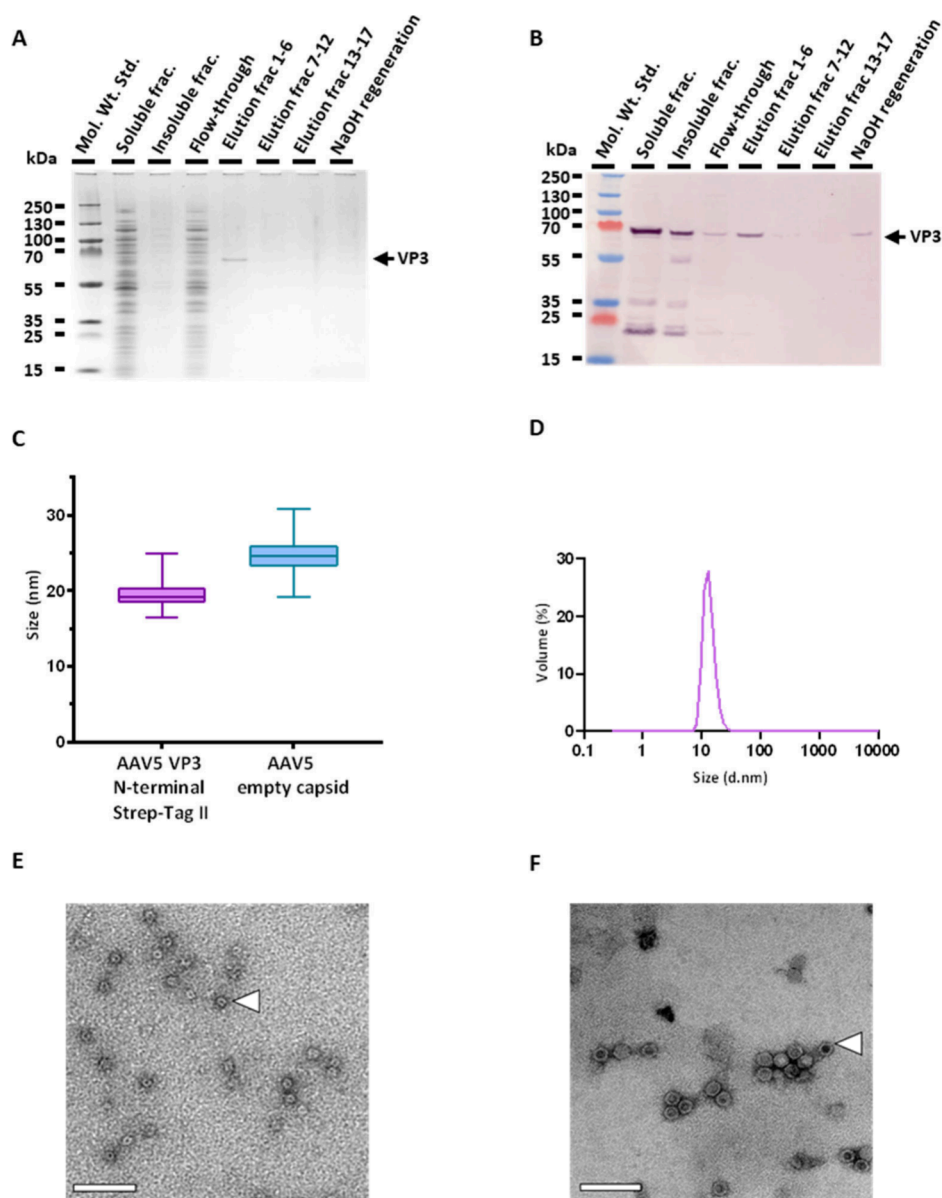 A
Mol. Wt. Std.
Soluble frac.
Insoluble frac.
Flow-through
Elution frac 1-6
Elution frac 7-12
Elution frac 13-17
NaOH regeneration
kDa
250
130
100
70
55
35
25
15
VP3
B
Mol. Wt. Std.
Soluble frac.
Insoluble frac.
Flow-through
Elution frac 1-6
Elution frac 7-12
Elution frac 13-17
NaOH regeneration
kDa
250
130
100
70
55
35
25
15
VP3
C
Size (nm)
30
20
10
0
AAV5 VP3
N-terminal
Strep-Tag II
AAV5
empty capsid
D
Volume (%)
30
20
10
0
0.1
1
10
100
1000
10000
Size (d.nm)
E
F